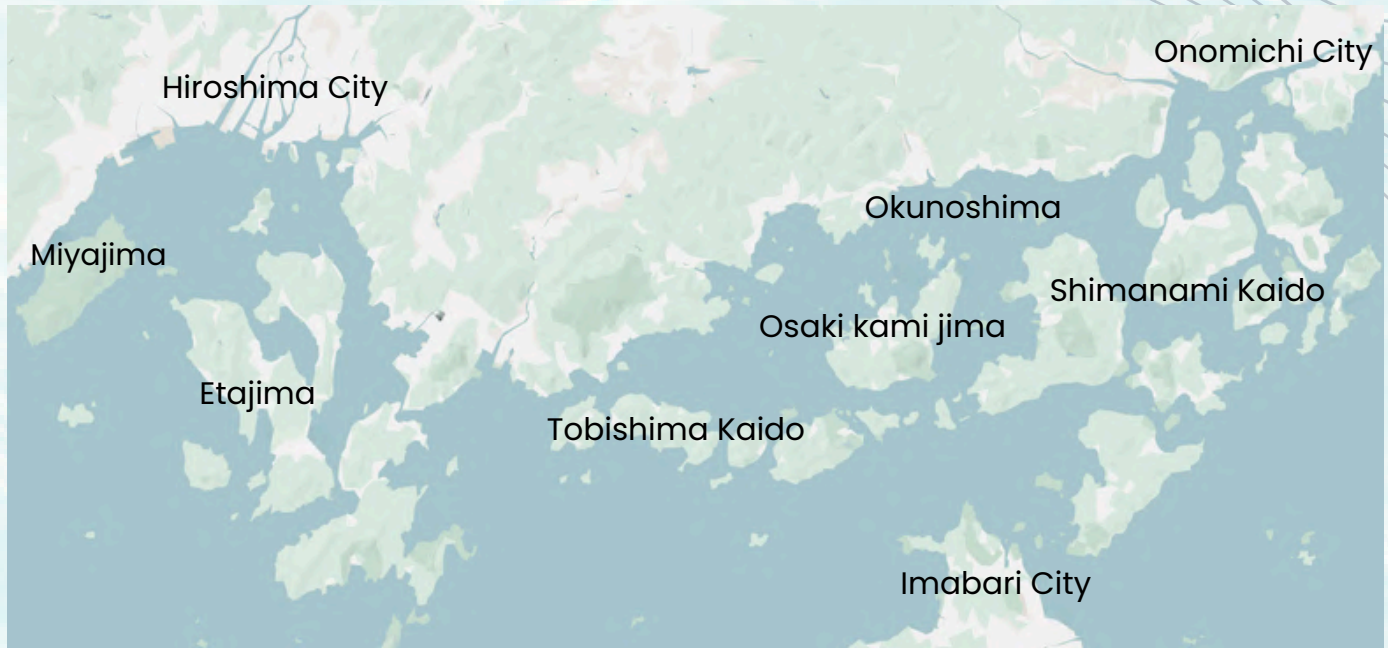 Onomichi City
Hiroshima City
Okunoshima
Miyajima
Shimanami Kaido
Osaki kami jima
Etajima
Tobishima Kaido
Imabari City